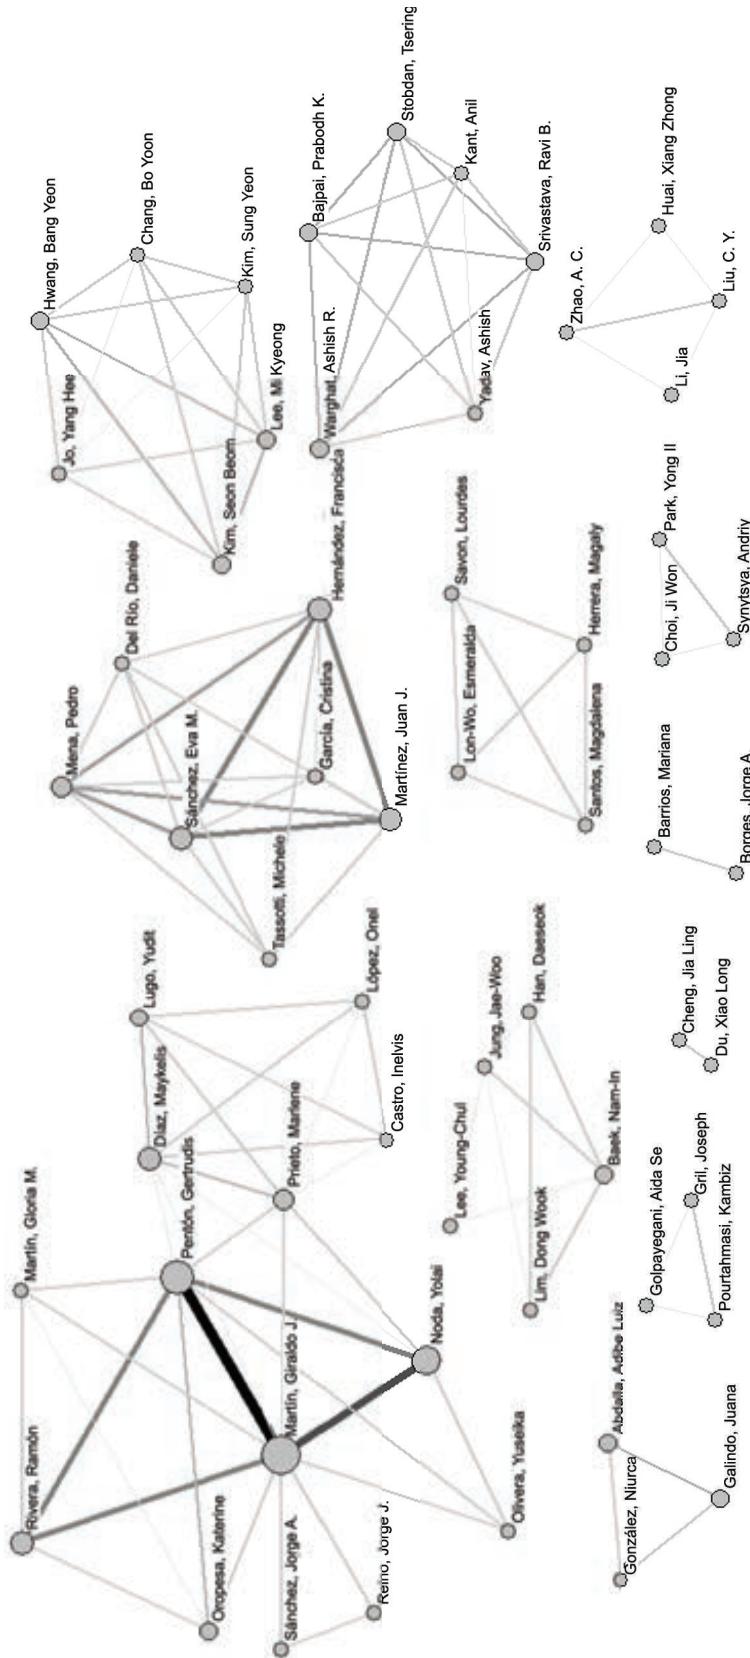 Rivera, Ramón
Martín, Gloria M.
Lugo, Yudit
Díaz, Maykelis
Pentón, Gertrudis
Oropesa, Katerine
Prieto, Mariene
López, Onel
Castro, Inelvis
Martín, Giraldo J.
Sánchez, Jorge A.
Reino, Jorge J.
Noda, Yolai
Olivera, Yuseika
Mena, Pedro
Del Río, Daniele
Sánchez, Eva M.
Tassotti, Michele
García, Cristina
Hernández, Francisca
Martínez, Juan J.
Hwang, Bang Yeon
Jo, Yang Hee
Chang, Bo Yoon
Kim, Sung Yeon
Kim, Seon Beom
Lee, Mi Kyeong
Bajpai, Prabodh K.
Stobdan, Tsering
Warghat, Ashish R.
Kant, Anil
Yadav, Ashish
Srivastava, Ravi B.
Lee, Young-Chul
Jung, Jae-Woo
Han, Daeseok
Lim, Dong Wook
Baek, Nam-In
Lon-Wo, Esmeralda
Savon, Lourdes
Santos, Magdalena
Herrera, Magaly
Zhao, A. C.
Huai, Xiang Zhong
Li, Jia
Liu, C. Y.
González, Niurca
Abdalla, Adibe Luiz
Galindo, Juana
Golpayegani, Aida Se
Gril, Joseph
Pourtahmasi, Kambiz
Cheng, Jia Ling
Du, Xiao Long
Barrios, Mariana
Borges, Jorge A.
Choi, Ji Won
Park, Yong Il
Synytsya, Andriy